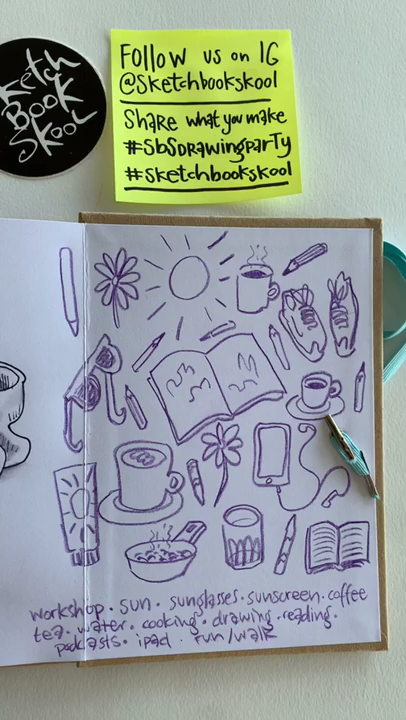 Sketch
Book
Skool
Follow us on IG
@Sketchbookskool
Share what you make
#SbSDrawingParty
#Sketchbookskool
workshop · sun · sunglasses · sunscreen · coffee
tea · water · cooking · drawing · reading ·
podcasts · ipad · run/walk